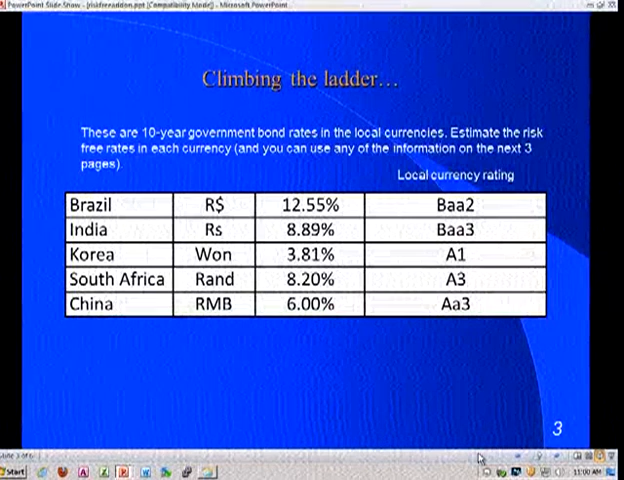 PowerPoint Slide Show - [riskfreeaddon.ppt [Compatibility Mode]] - Microsoft PowerPoint
Climbing the ladder…
These are 10-year government bond rates in the local currencies. Estimate the risk
free rates in each currency (and you can use any of the information on the next 3
pages).
Local currency rating
Brazil R$ 12.55% Baa2
India Rs 8.89% Baa3
Korea Won 3.81% A1
South Africa Rand 8.20% A3
China RMB 6.00% Aa3
3
Start
11:00 AM